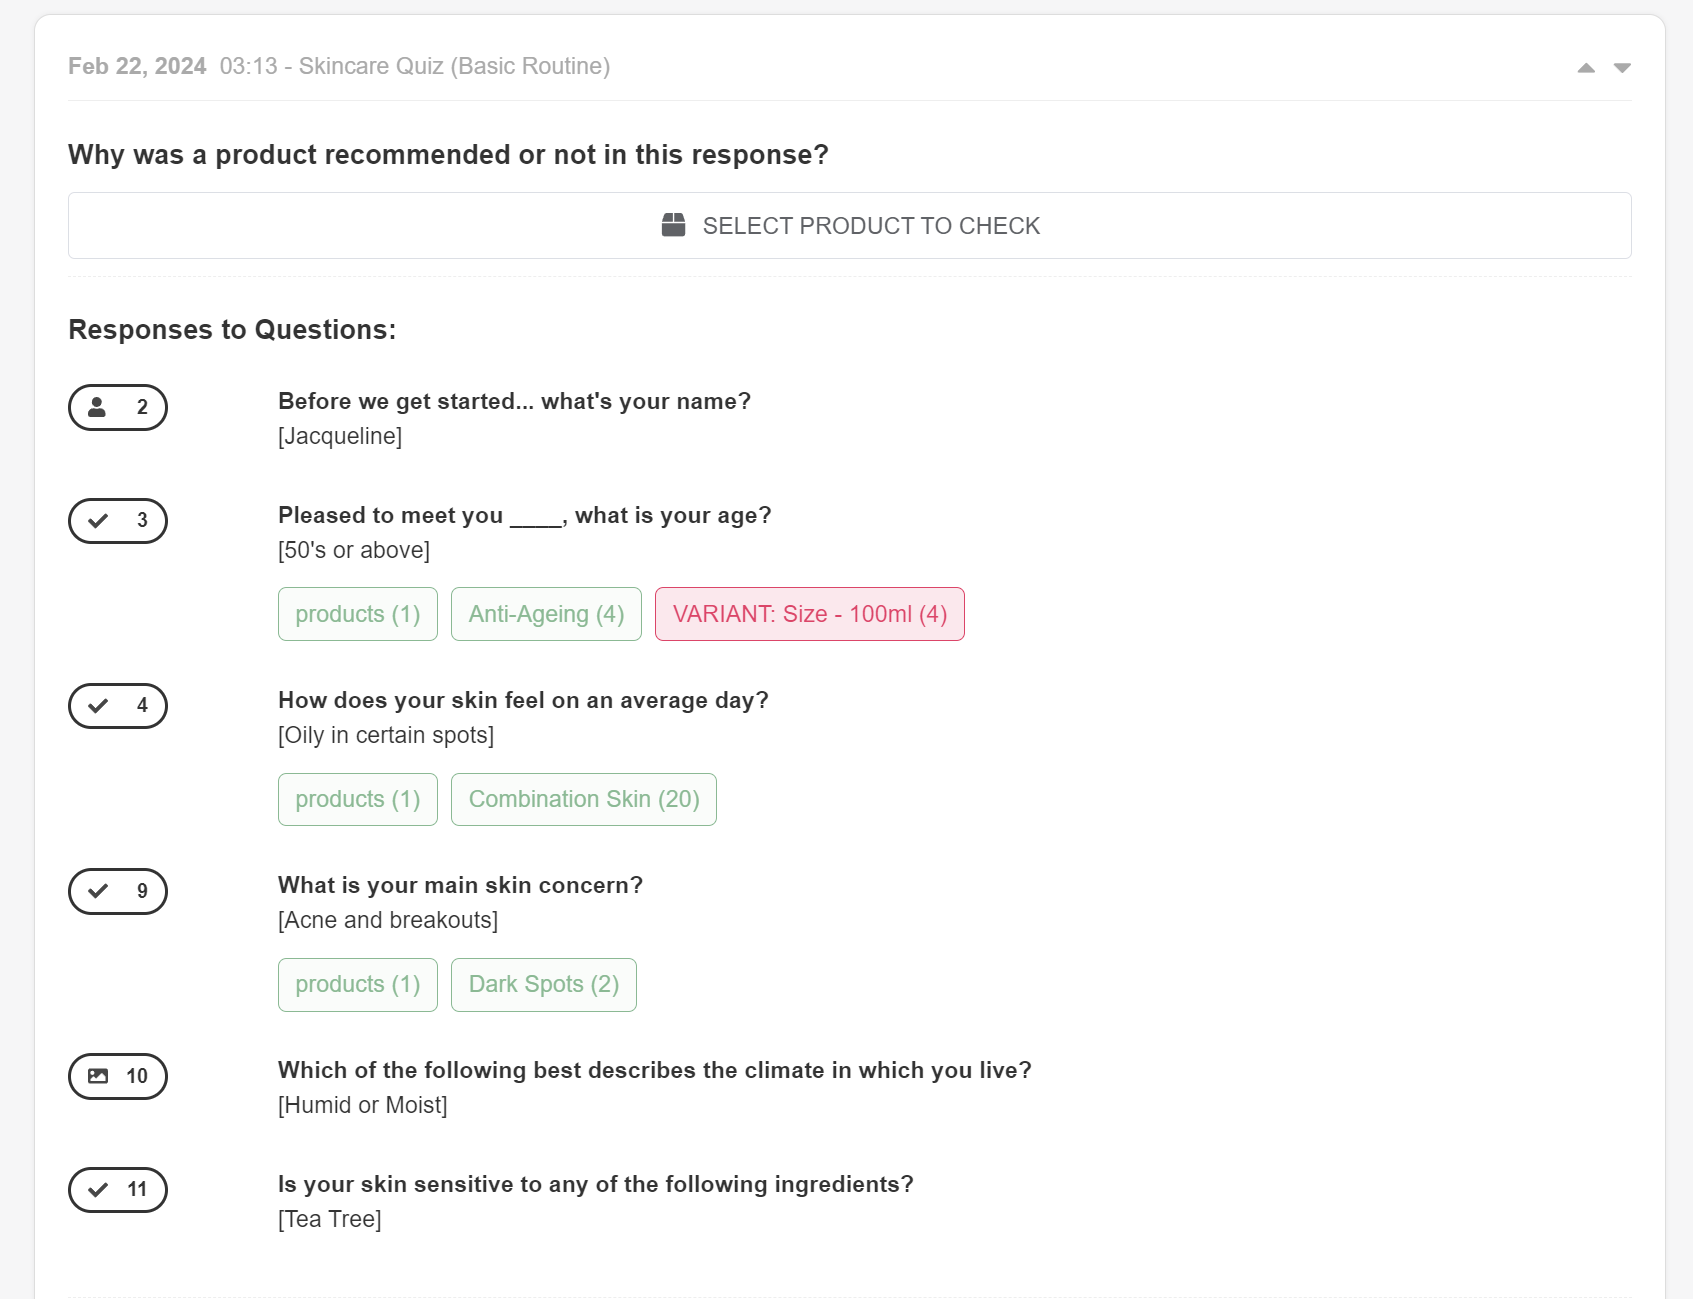 Feb 22, 2024 03:13 - Skincare Quiz (Basic Routine)
Why was a product recommended or not in this response?
SELECT PRODUCT TO CHECK
Responses to Questions:
2 Before we get started... what's your name?
[Jacqueline]
3 Pleased to meet you ____, what is your age?
[50's or above]
products (1) Anti-Ageing (4) VARIANT: Size - 100ml (4)
4 How does your skin feel on an average day?
[Oily in certain spots]
products (1) Combination Skin (20)
9 What is your main skin concern?
[Acne and breakouts]
products (1) Dark Spots (2)
10 Which of the following best describes the climate in which you live?
[Humid or Moist]
11 Is your skin sensitive to any of the following ingredients?
[Tea Tree]